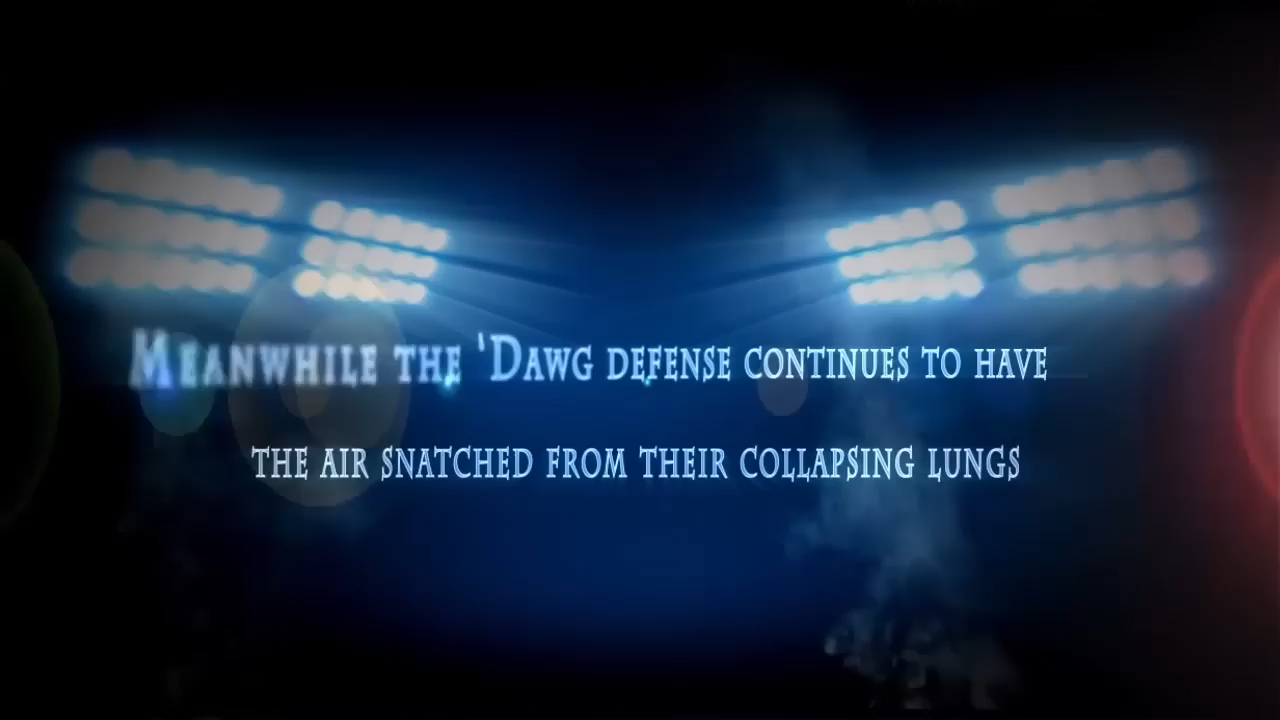 Meanwhile the 'Dawg defense continues to have
the air snatched from their collapsing lungs